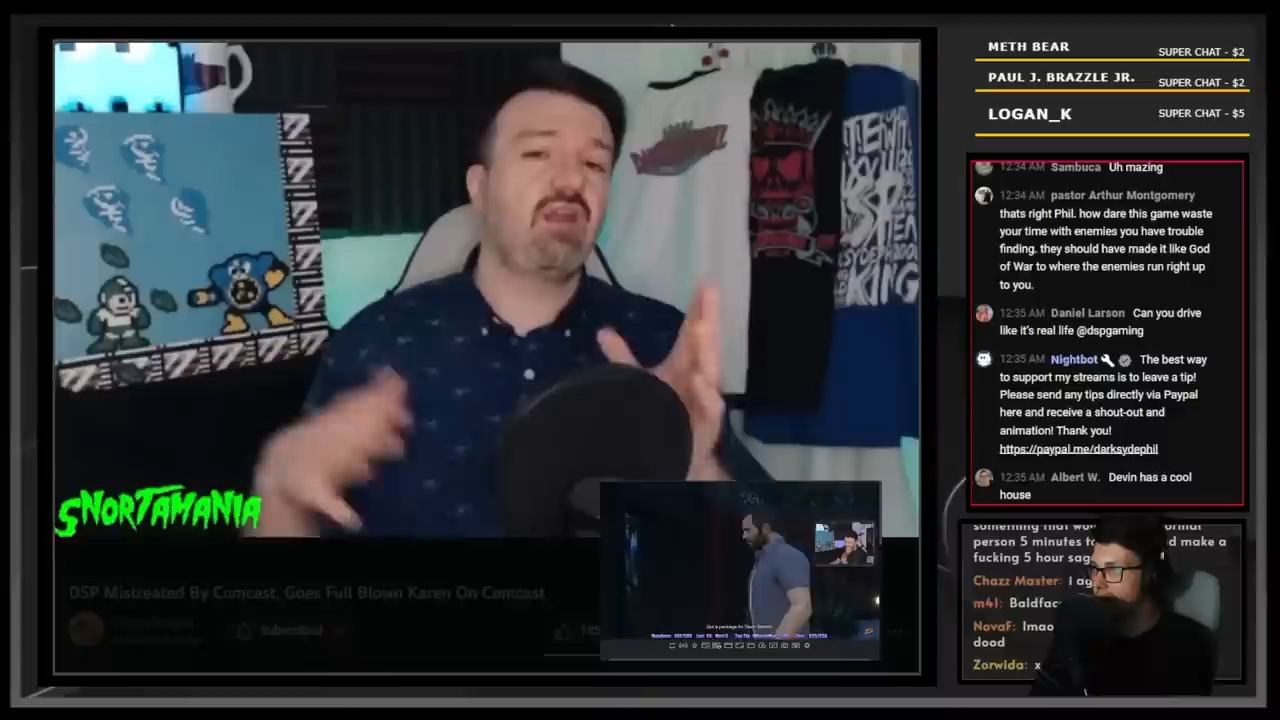 METH BEAR
SUPER CHAT - $2
PAUL J. BRAZZLE JR.
SUPER CHAT - $2
LOGAN_K
SUPER CHAT - $5
12:34 AM Sambuca Uh mazing
12:34 AM pastor Arthur Montgomery
thats right Phil. how dare this game waste
your time with enemies you have trouble
finding. they should have made it like God
of War to where the enemies run right up
to you.
12:35 AM Daniel Larson Can you drive
like it's real life @dspgaming
12:35 AM Nightbot The best way
to support my streams is to leave a tip!
Please send any tips directly via Paypal
here and receive a shout-out and
animation! Thank you!
https://paypal.me/darksydephil
12:35 AM Albert W. Devin has a cool
house
something that
person 5 minutes
make a
fucking 5 hour
Chazz Master: i
m4l:
NovaF: lmao
dood
Zorwida: x
SNORTAMANIA
KING
DSP Mistreated By Comcast, Goes Full Blown Karen On Comcast
Subscribed